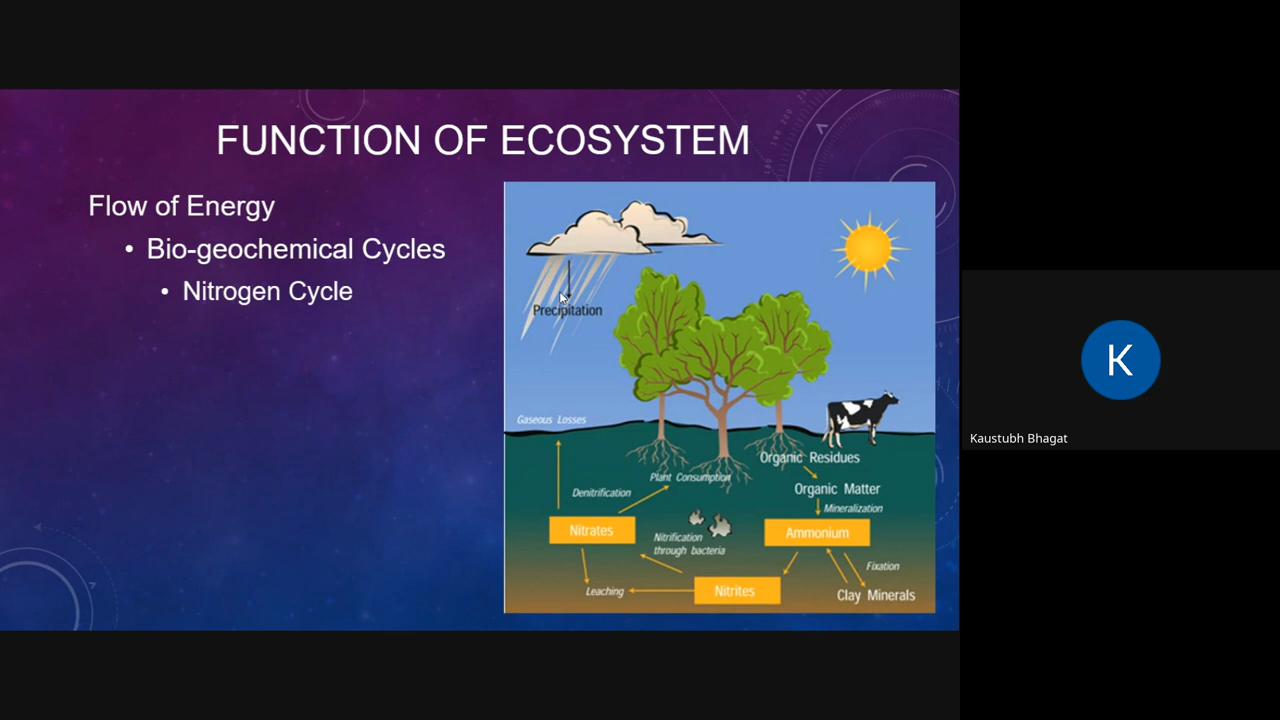 FUNCTION OF ECOSYSTEM
Flow of Energy
• Bio-geochemical Cycles
• Nitrogen Cycle
Precipitation
Gaseous Losses
Organic Residues
Plant Consumption
Organic Matter
Denitrification
Mineralization
Nitrates
Nitrification
through bacteria
Ammonium
Fixation
Leaching
Nitrites
Clay Minerals
K
Kaustubh Bhagat